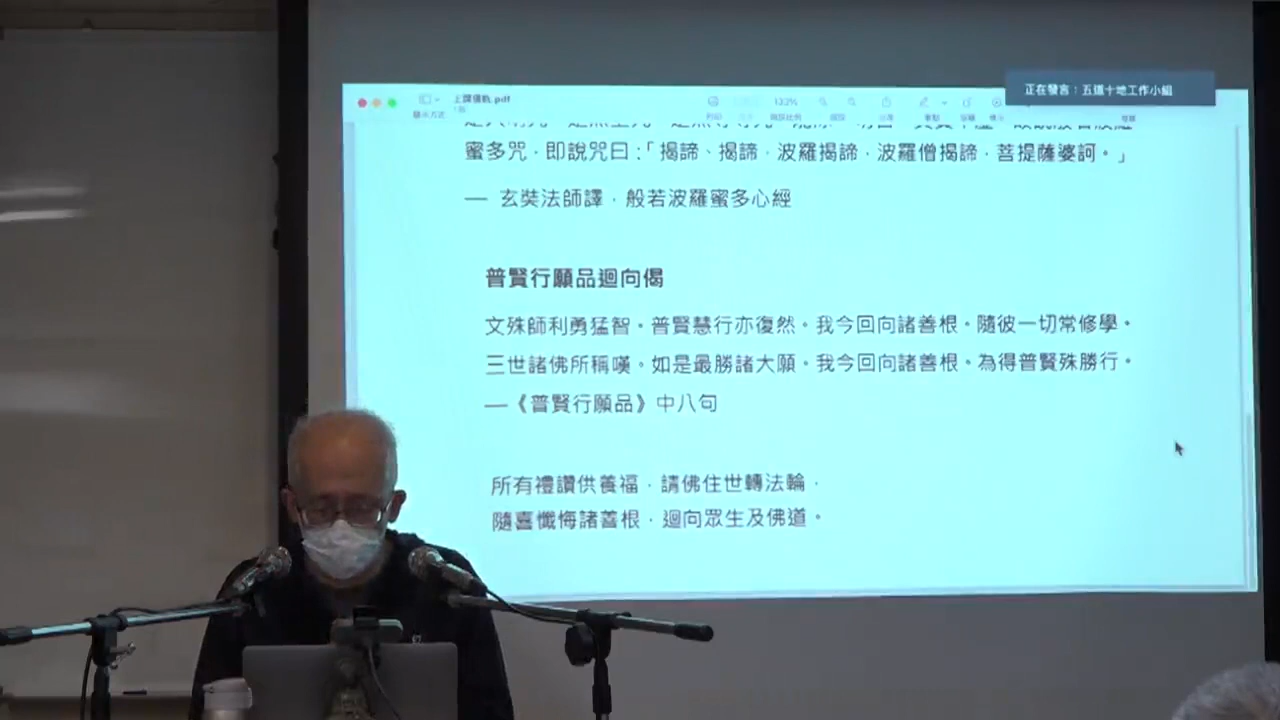 正在發言：五道十地工作小組
上課儀軌.pdf
132%
蜜多咒，即說咒曰：「揭諦、揭諦，波羅揭諦，波羅僧揭諦，菩提薩婆訶。」
— 玄奘法師譯，般若波羅蜜多心經
普賢行願品迴向偈
文殊師利勇猛智。普賢慧行亦復然。我今回向諸善根。隨彼一切常修學。
三世諸佛所稱嘆。如是最勝諸大願。我今回向諸善根。為得普賢殊勝行。
—《普賢行願品》中八句
所有禮讚供養福，請佛住世轉法輪，
隨喜懺悔諸善根，迴向眾生及佛道。